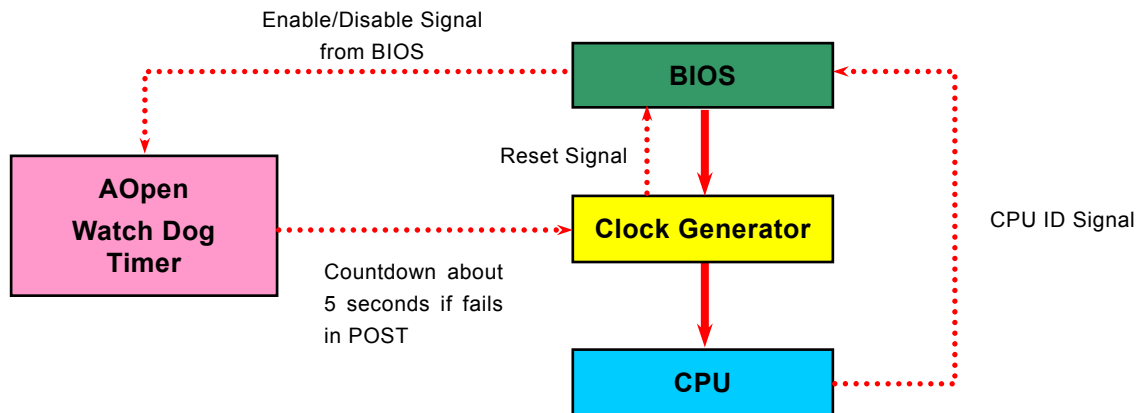 Enable/Disable Signal
from BIOS
BIOS
Reset Signal
AOpen
Watch Dog
Timer
Clock Generator
CPU ID Signal
Countdown about
5 seconds if fails
in POST
CPU